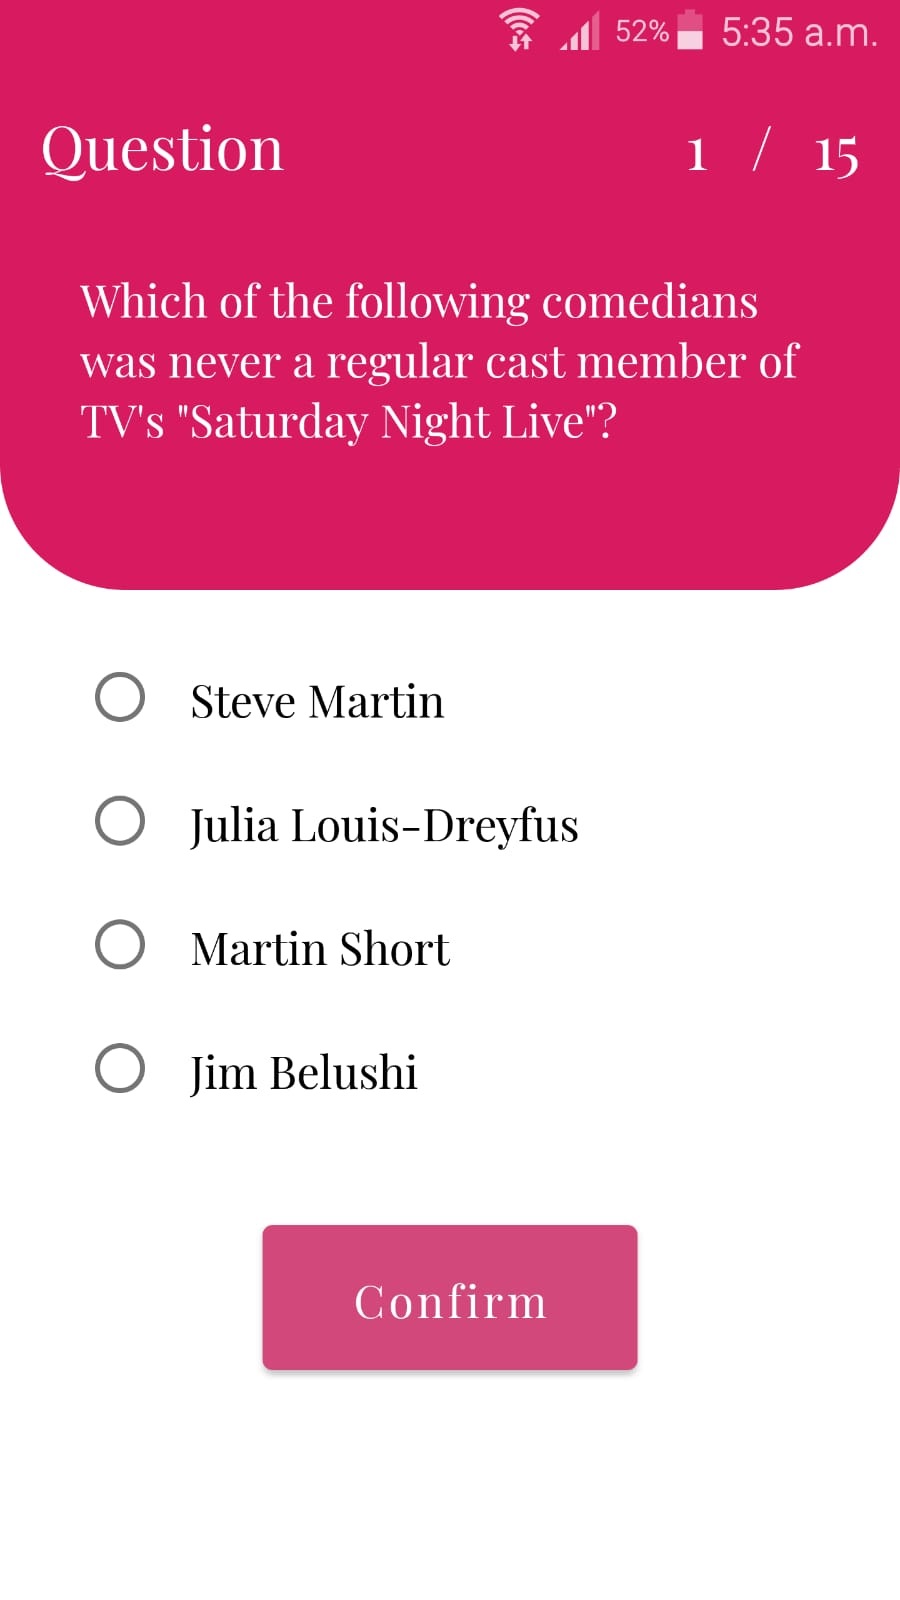 52% 5:35 a.m.
Question 1 / 15
Which of the following comedians
was never a regular cast member of
TV's "Saturday Night Live"?
Steve Martin
Julia Louis-Dreyfus
Martin Short
Jim Belushi
Confirm